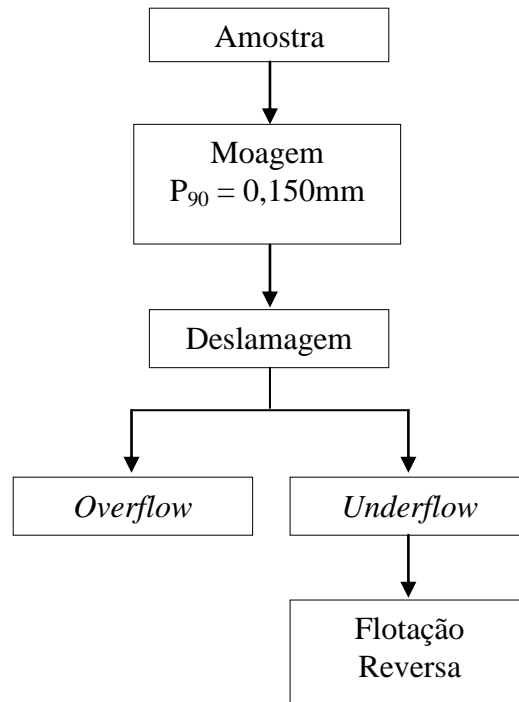 Amostra
Moagem
P₉₀ = 0,150mm
Deslamagem
Overflow
Underflow
Flotação
Reversa